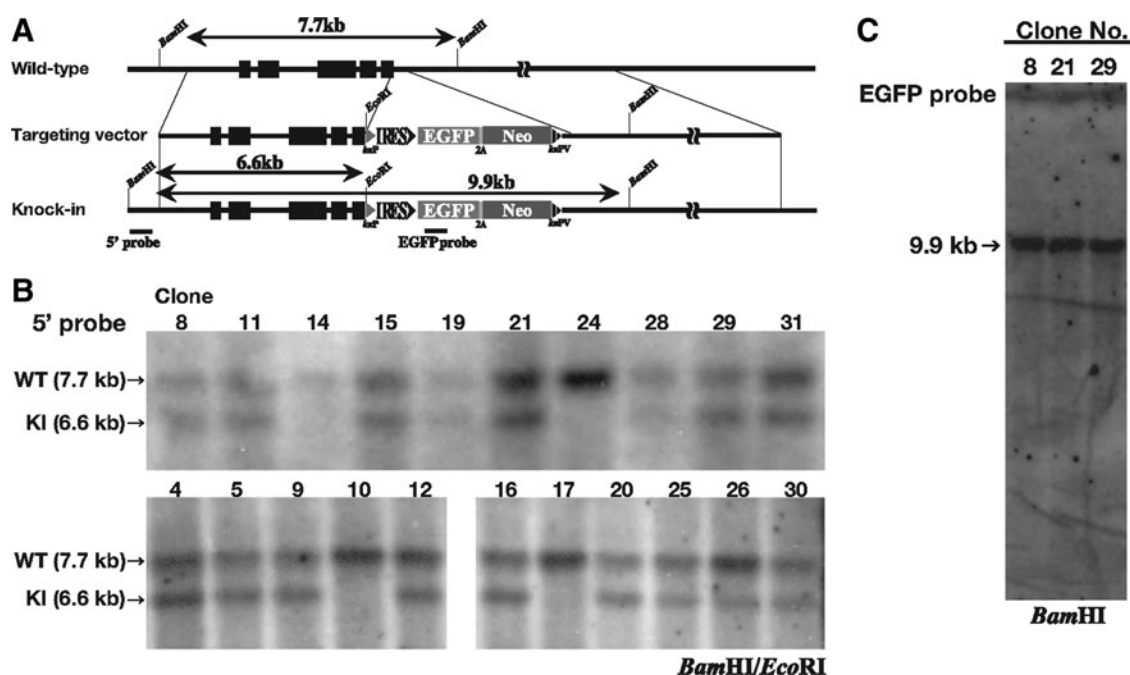 A
BamHI
7.7kb
BamHI
Wild-type
EcoRI
BamHI
Targeting vector
IRES EGFP Neo
2A
6.6kb
BamHI
EcoRI
9.9kb
BamHI
Knock-in
IRES EGFP Neo
2A
5' probe
EGFP probe
B
Clone
5' probe
8 11 14 15 19 21 24 28 29 31
WT (7.7 kb)→
KI (6.6 kb)→
4 5 9 10 12 16 17 20 25 26 30
WT (7.7 kb)→
KI (6.6 kb)→
BamHI/EcoRI
C
Clone No.
8 21 29
EGFP probe
9.9 kb→
BamHI